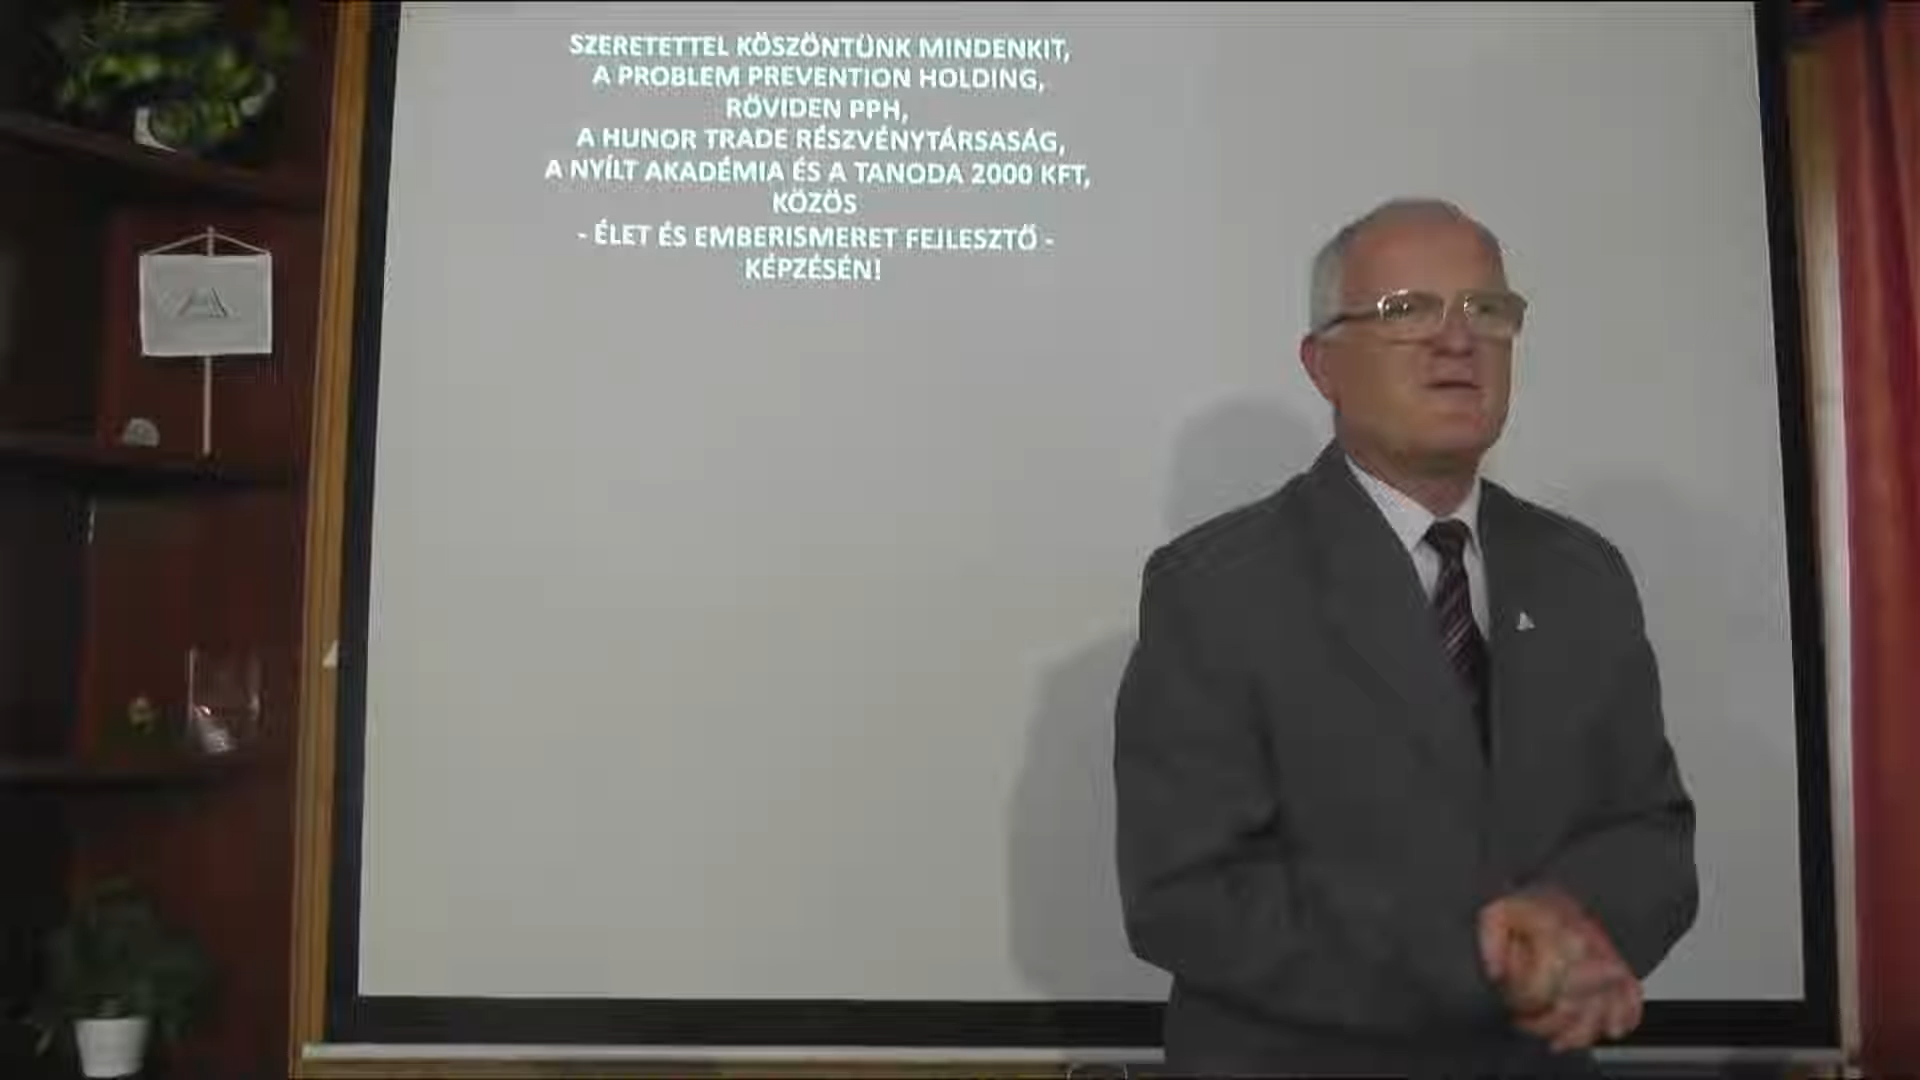 SZERETETTEL KÖSZÖNTÜNK MINDENKIT,
A PROBLEM PREVENTION HOLDING,
RÖVIDEN PPH,
A HUNOR TRADE RÉSZVÉNYTÁRSASÁG,
A NYÍLT AKADÉMIA ÉS A TANODA 2000 KFT,
KÖZÖS
- ÉLET ÉS EMBERISMERET FEJLESZTŐ -
KÉPZÉSÉN!